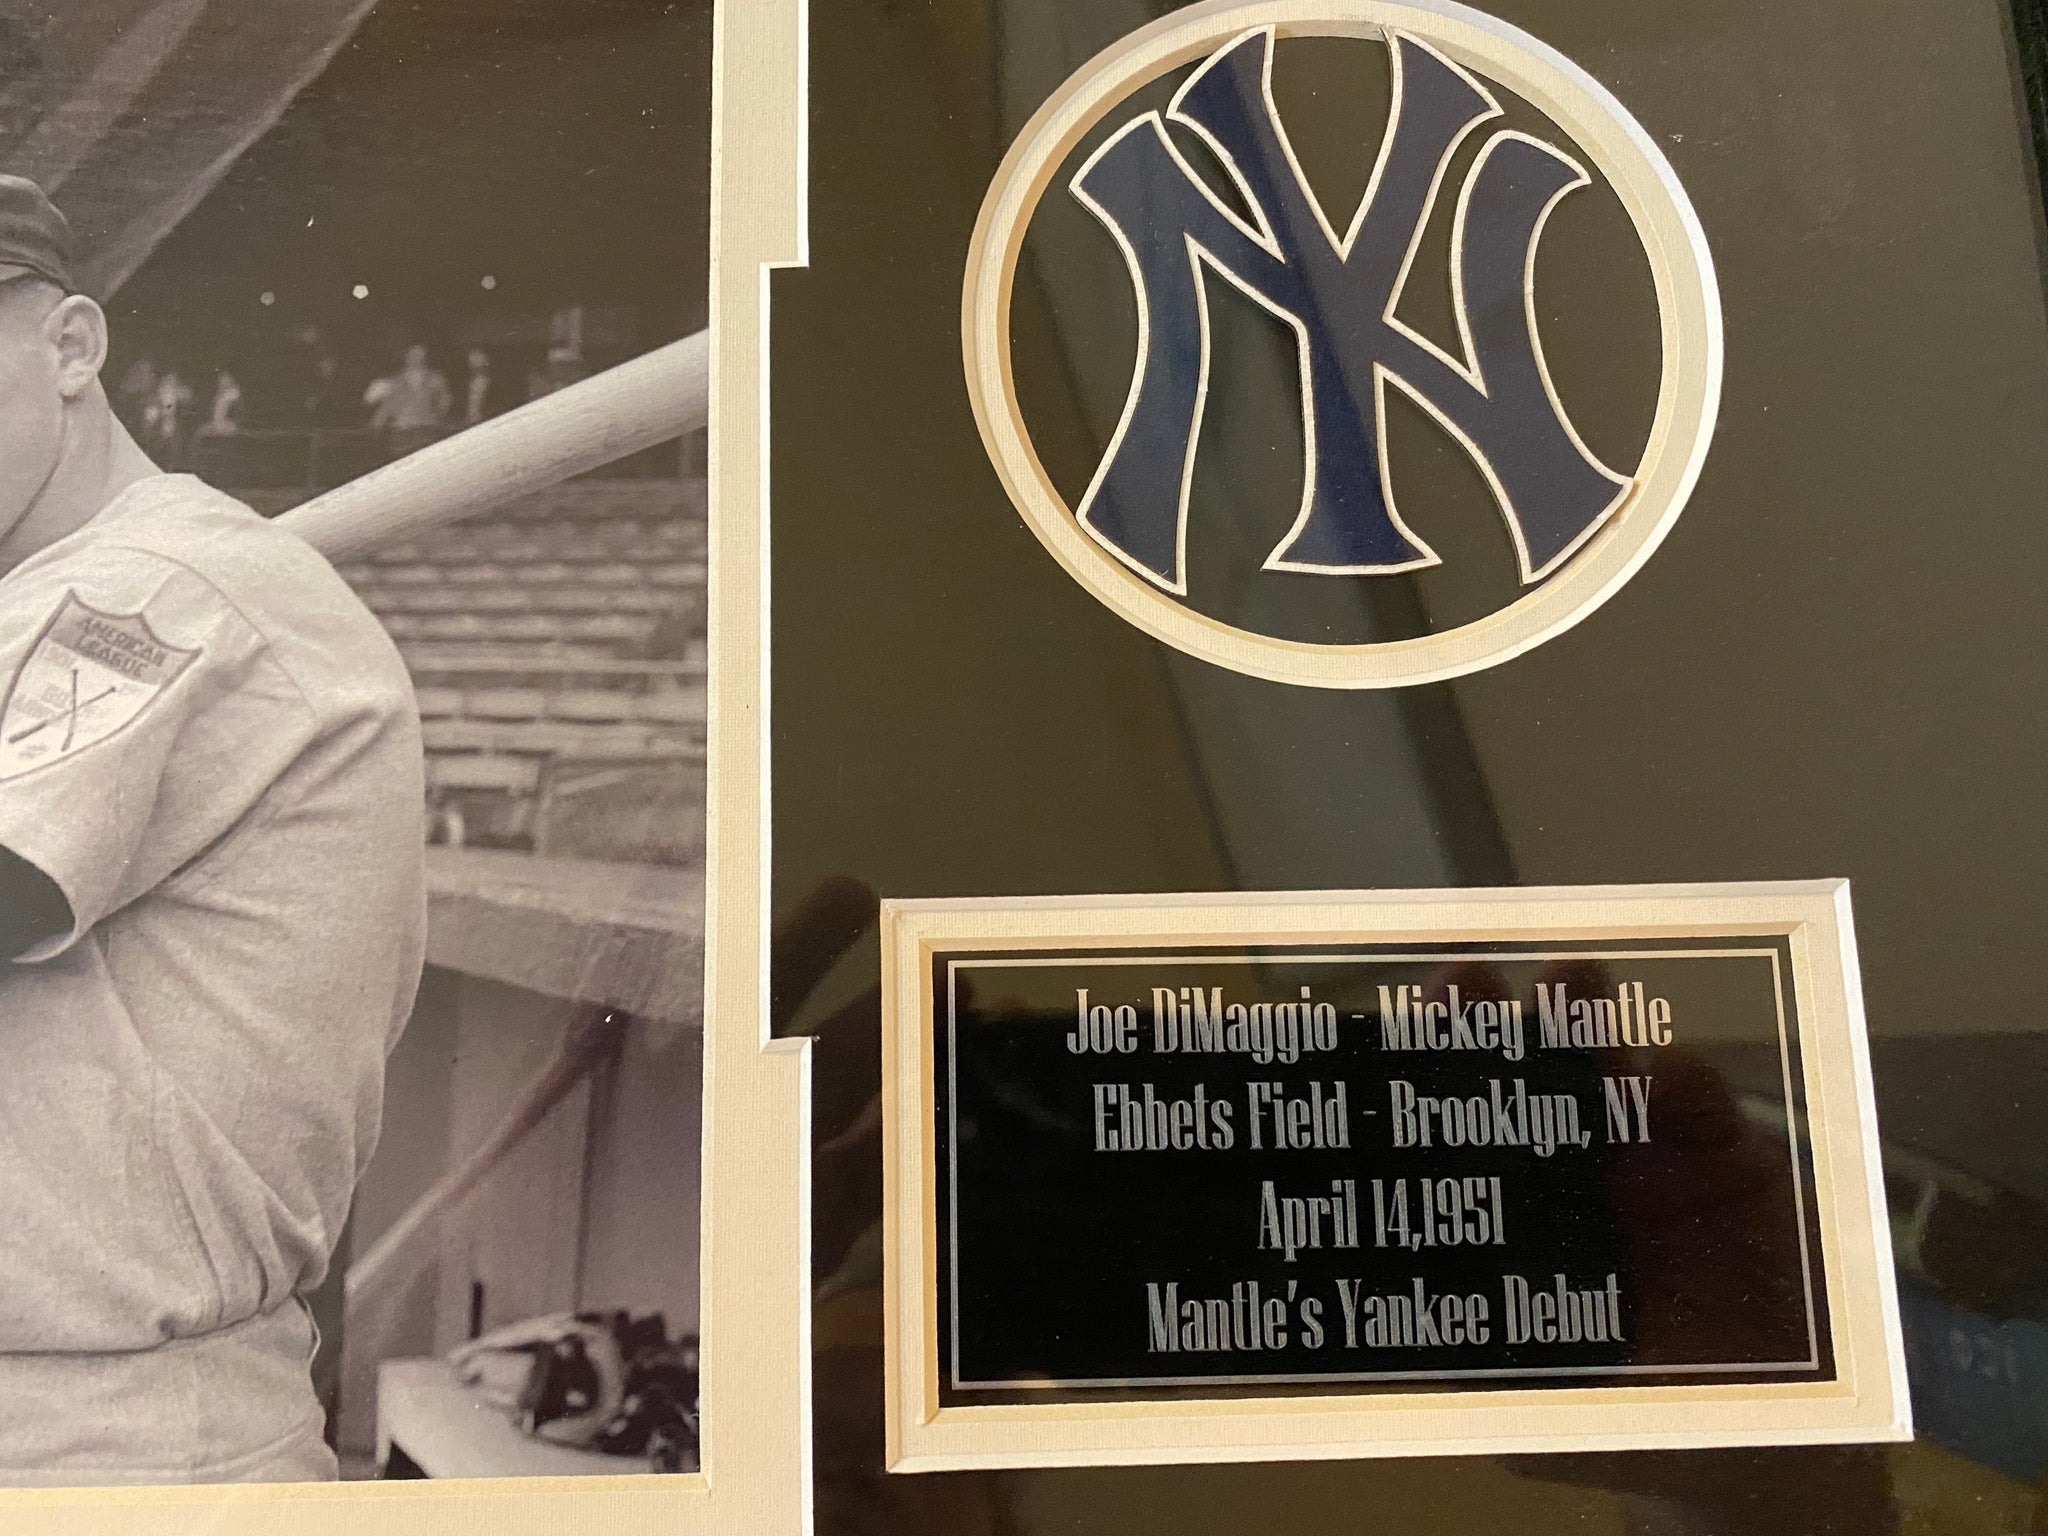 NY
AMERICAN
LEAGUE
Joe DiMaggio - Mickey Mantle
Ebbets Field - Brooklyn, NY
April 14,1951
Mantle's Yankee Debut